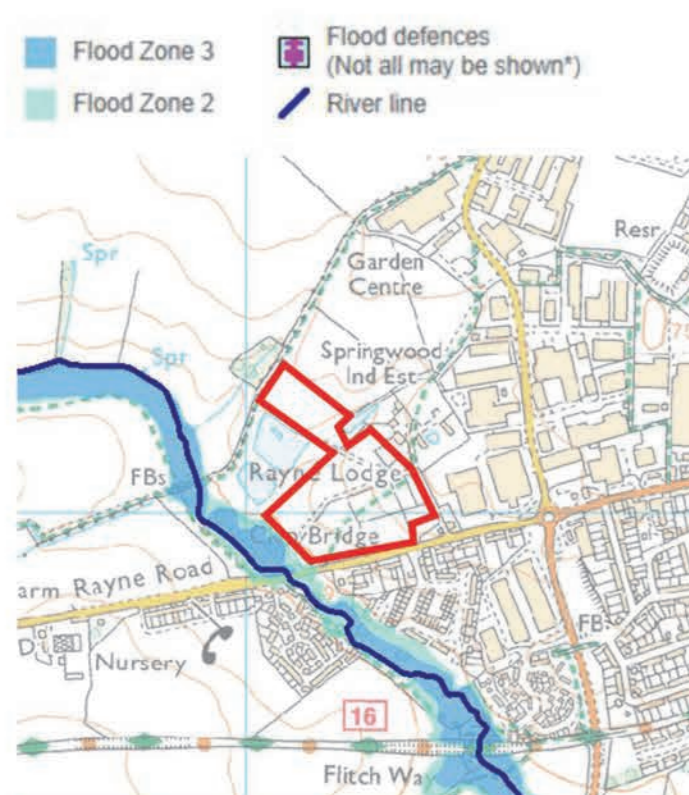 Flood Zone 3
Flood defences
(Not all may be shown*)
Flood Zone 2
River line
Resr
Spr
Garden
Centre
Spr
Springwood
Ind Est
FBs
Rayne Lodge
Bridge
arm Rayne Road
D
Nursery
FB
16
Flitch Wa